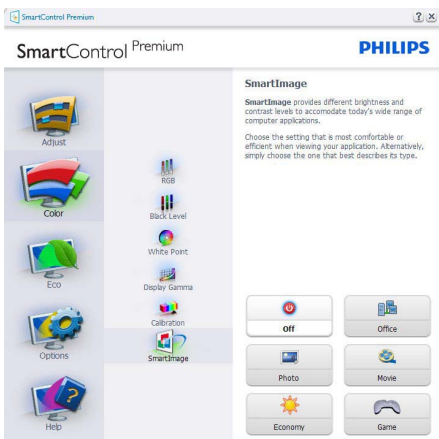 SmartControl Premium
SmartControl Premium
PHILIPS
Adjust
Color
Eco
Options
Help
RGB
Black Level
White Point
Display Gamma
Calibration
SmartImage
SmartImage
SmartImage provides different brightness and
contrast levels to accomodate today's wide range of
computer applications.
Choose the setting that is most comfortable or
efficient when viewing your application. Alternatively,
simply choose the one that best describes its type.
Off
Office
Photo
Movie
Economy
Game